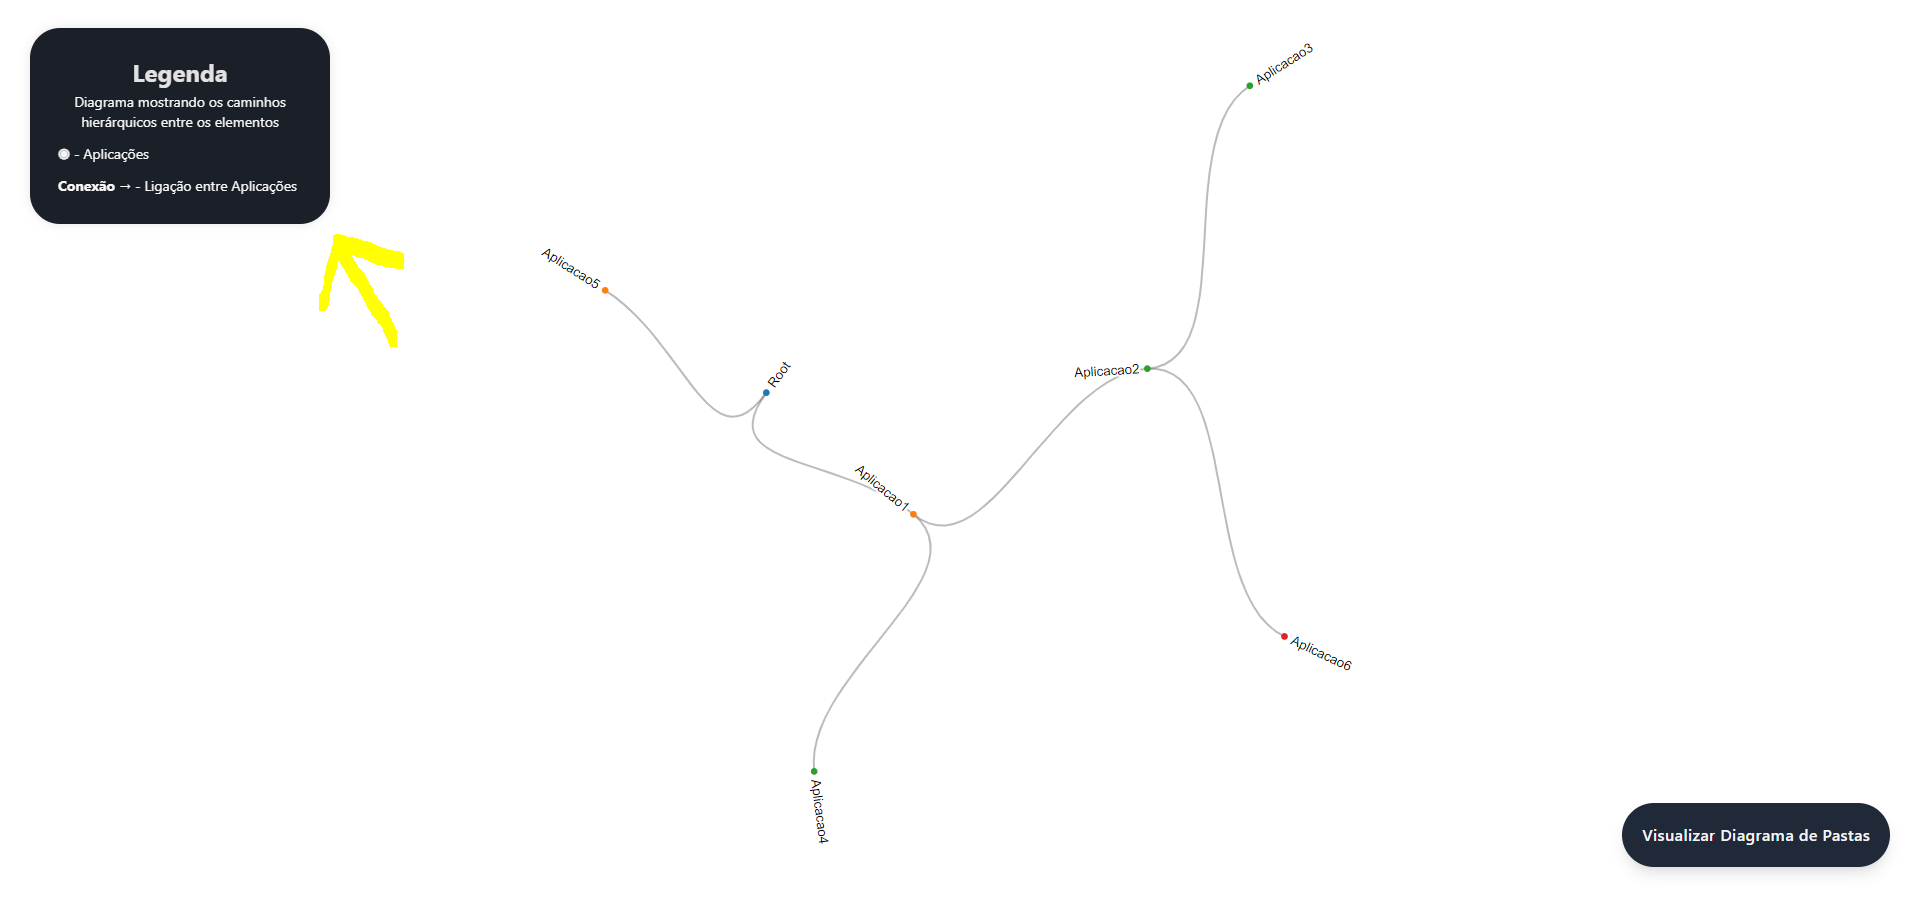 Legenda
Diagrama mostrando os caminhos
hierárquicos entre os elementos
- Aplicações
Conexão → - Ligação entre Aplicações
Aplicacao3
Aplicacao5
Root
Aplicacao2
Aplicacao1
Aplicacao6
Aplicacao4
Visualizar Diagrama de Pastas